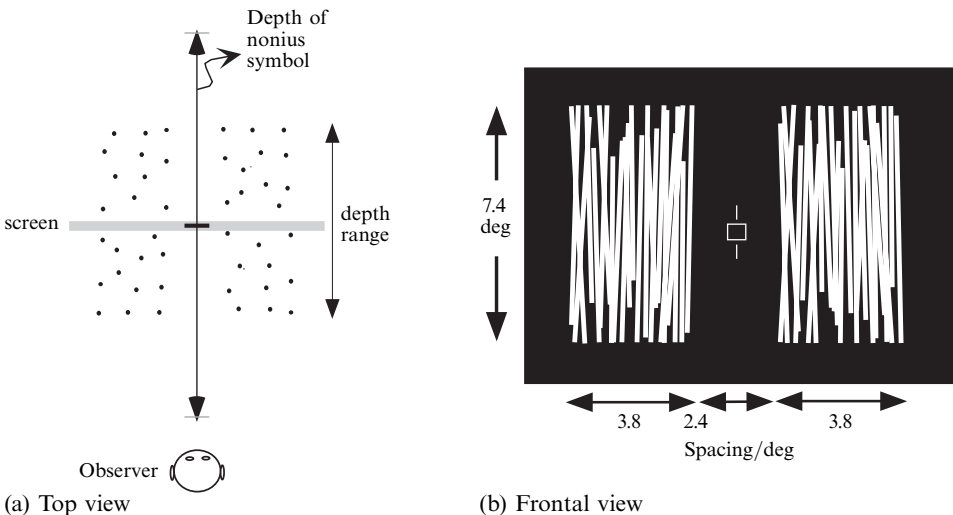 Depth of
nonius
symbol
screen
depth
range
Observer
(a) Top view
7.4
deg
3.8
2.4
3.8
Spacing/deg
(b) Frontal view